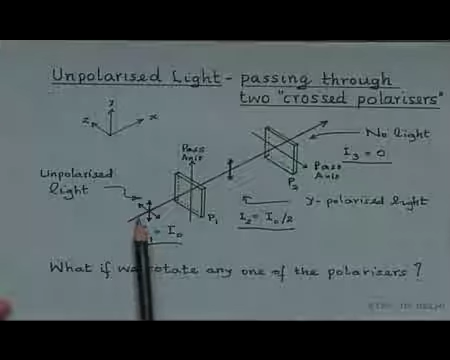 Unpolarised Light - passing through
two "crossed polarisers"
y
z
x
Pass
Axis
No light
I₃ = 0
Unpolarised
light
Pass
Axis
P₂
y-polarised light
P₁
I₂ = I₀/2
₁ = I₀
What if we rotate any one of the polarizers ?